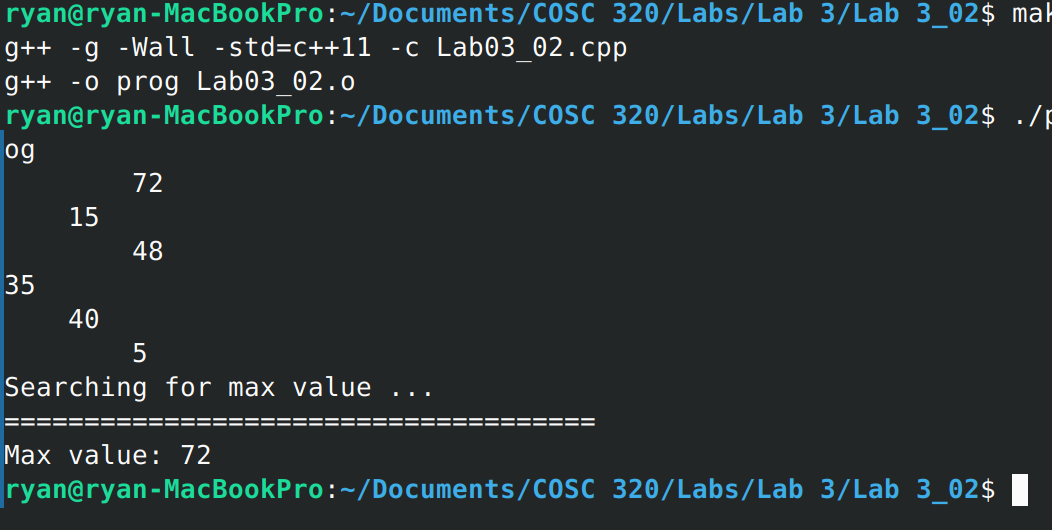 ryan@ryan-MacBookPro:~/Documents/COSC 320/Labs/Lab 3/Lab 3_02$ mak
g++ -g -Wall -std=c++11 -c Lab03_02.cpp
g++ -o prog Lab03_02.o
ryan@ryan-MacBookPro:~/Documents/COSC 320/Labs/Lab 3/Lab 3_02$ ./p
og
72
15
48
35
40
5
Searching for max value ...
=====================================
Max value: 72
ryan@ryan-MacBookPro:~/Documents/COSC 320/Labs/Lab 3/Lab 3_02$